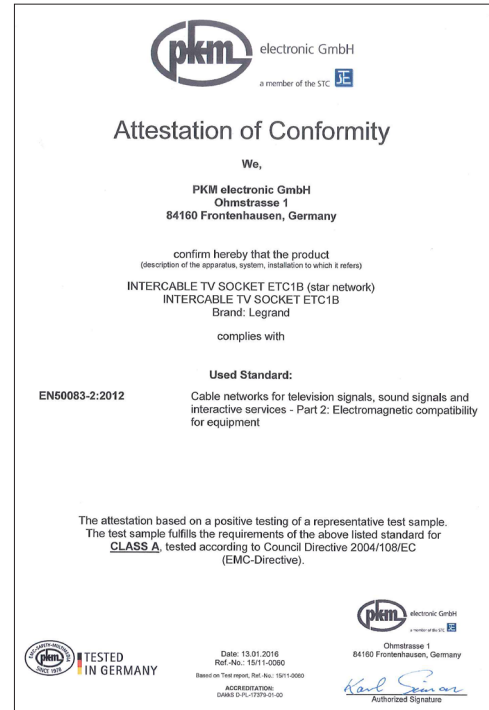 pkm electronic GmbH
a member of the STC
Attestation of Conformity
We,
PKM electronic GmbH
Ohmstrasse 1
84160 Frontenhausen, Germany
confirm hereby that the product
(description of the apparatus, system, installation to which it refers)
INTERCABLE TV SOCKET ETC1B (star network)
INTERCABLE TV SOCKET ETC1B
Brand: Legrand
complies with
Used Standard:
EN50083-2:2012
Cable networks for television signals, sound signals and
interactive services - Part 2: Electromagnetic compatibility
for equipment
The attestation based on a positive testing of a representative test sample.
The test sample fulfills the requirements of the above listed standard for
CLASS A, tested according to Council Directive 2004/108/EC
(EMC-Directive).
EMC-SAFETY-MULTIMEDIA
pkm
SINCE 1978
TESTED
IN GERMANY
Date: 13.01.2016
Ref.-No.: 15/11-0060
Based on Test report, Ref.-No.: 15/11-0060
ACCREDITATION:
DAkkS D-PL-17379-01-00
pkm electronic GmbH
a member of the STC
Ohmstrasse 1
84160 Frontenhausen, Germany
Karl
Authorized Signature